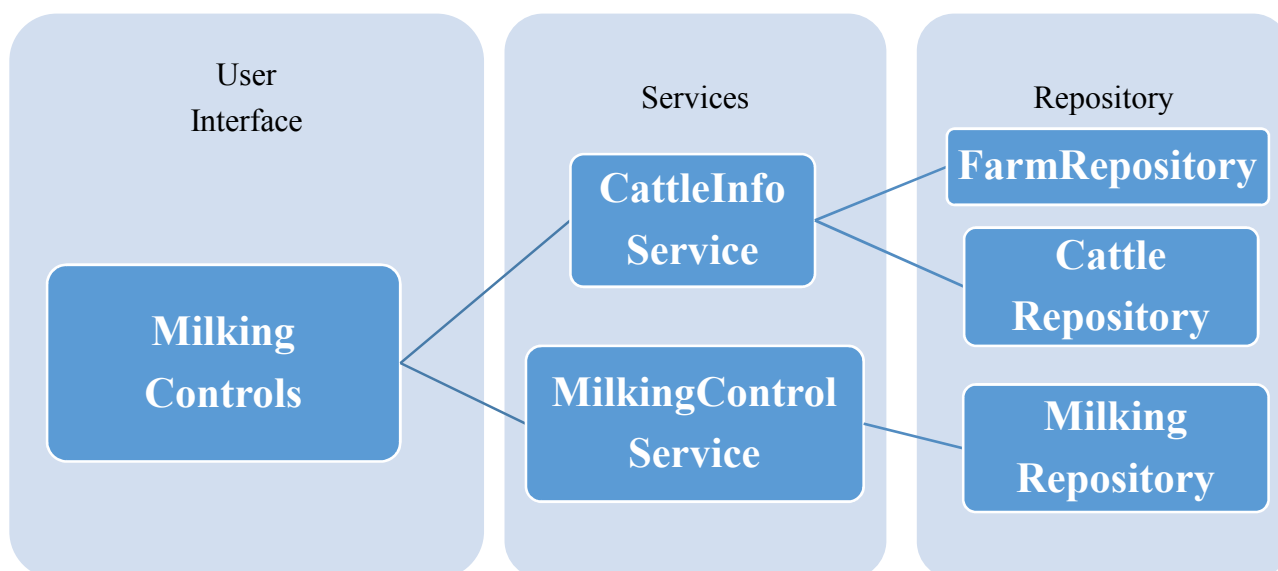 User
Interface
Milking
Controls
Services
CattleInfo
Service
MilkingControl
Service
Repository
FarmRepository
Cattle
Repository
Milking
Repository